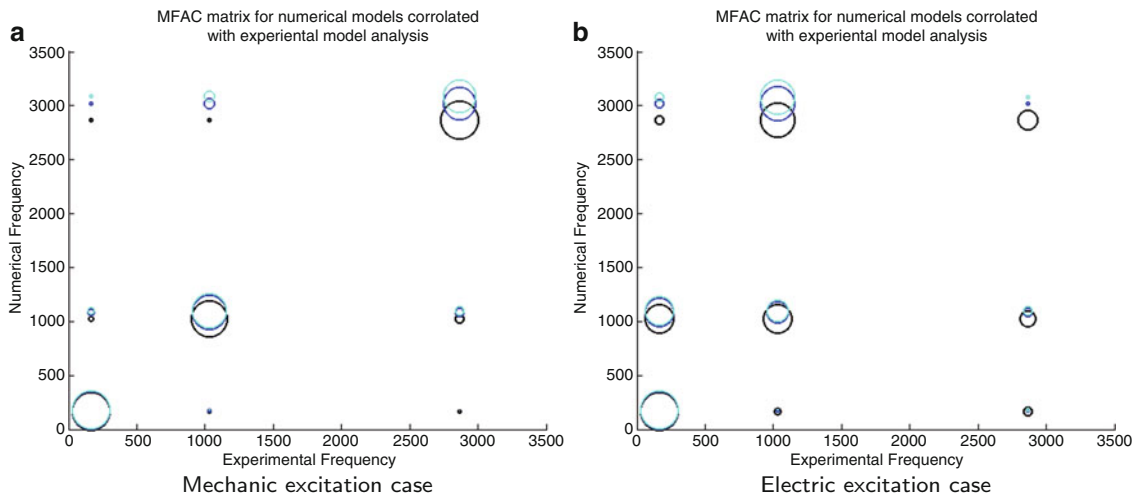 a
MFAC matrix for numerical models corrolated
with experiental model analysis
3500
3000
2500
2000
1500
1000
500
0
Numerical Frequency
0 500 1000 1500 2000 2500 3000 3500
Experimental Frequency
Mechanic excitation case
b
MFAC matrix for numerical models corrolated
with experiental model analysis
3500
3000
2500
2000
1500
1000
500
0
Numerical Frequency
0 500 1000 1500 2000 2500 3000 3500
Experimental Frequency
Electric excitation case